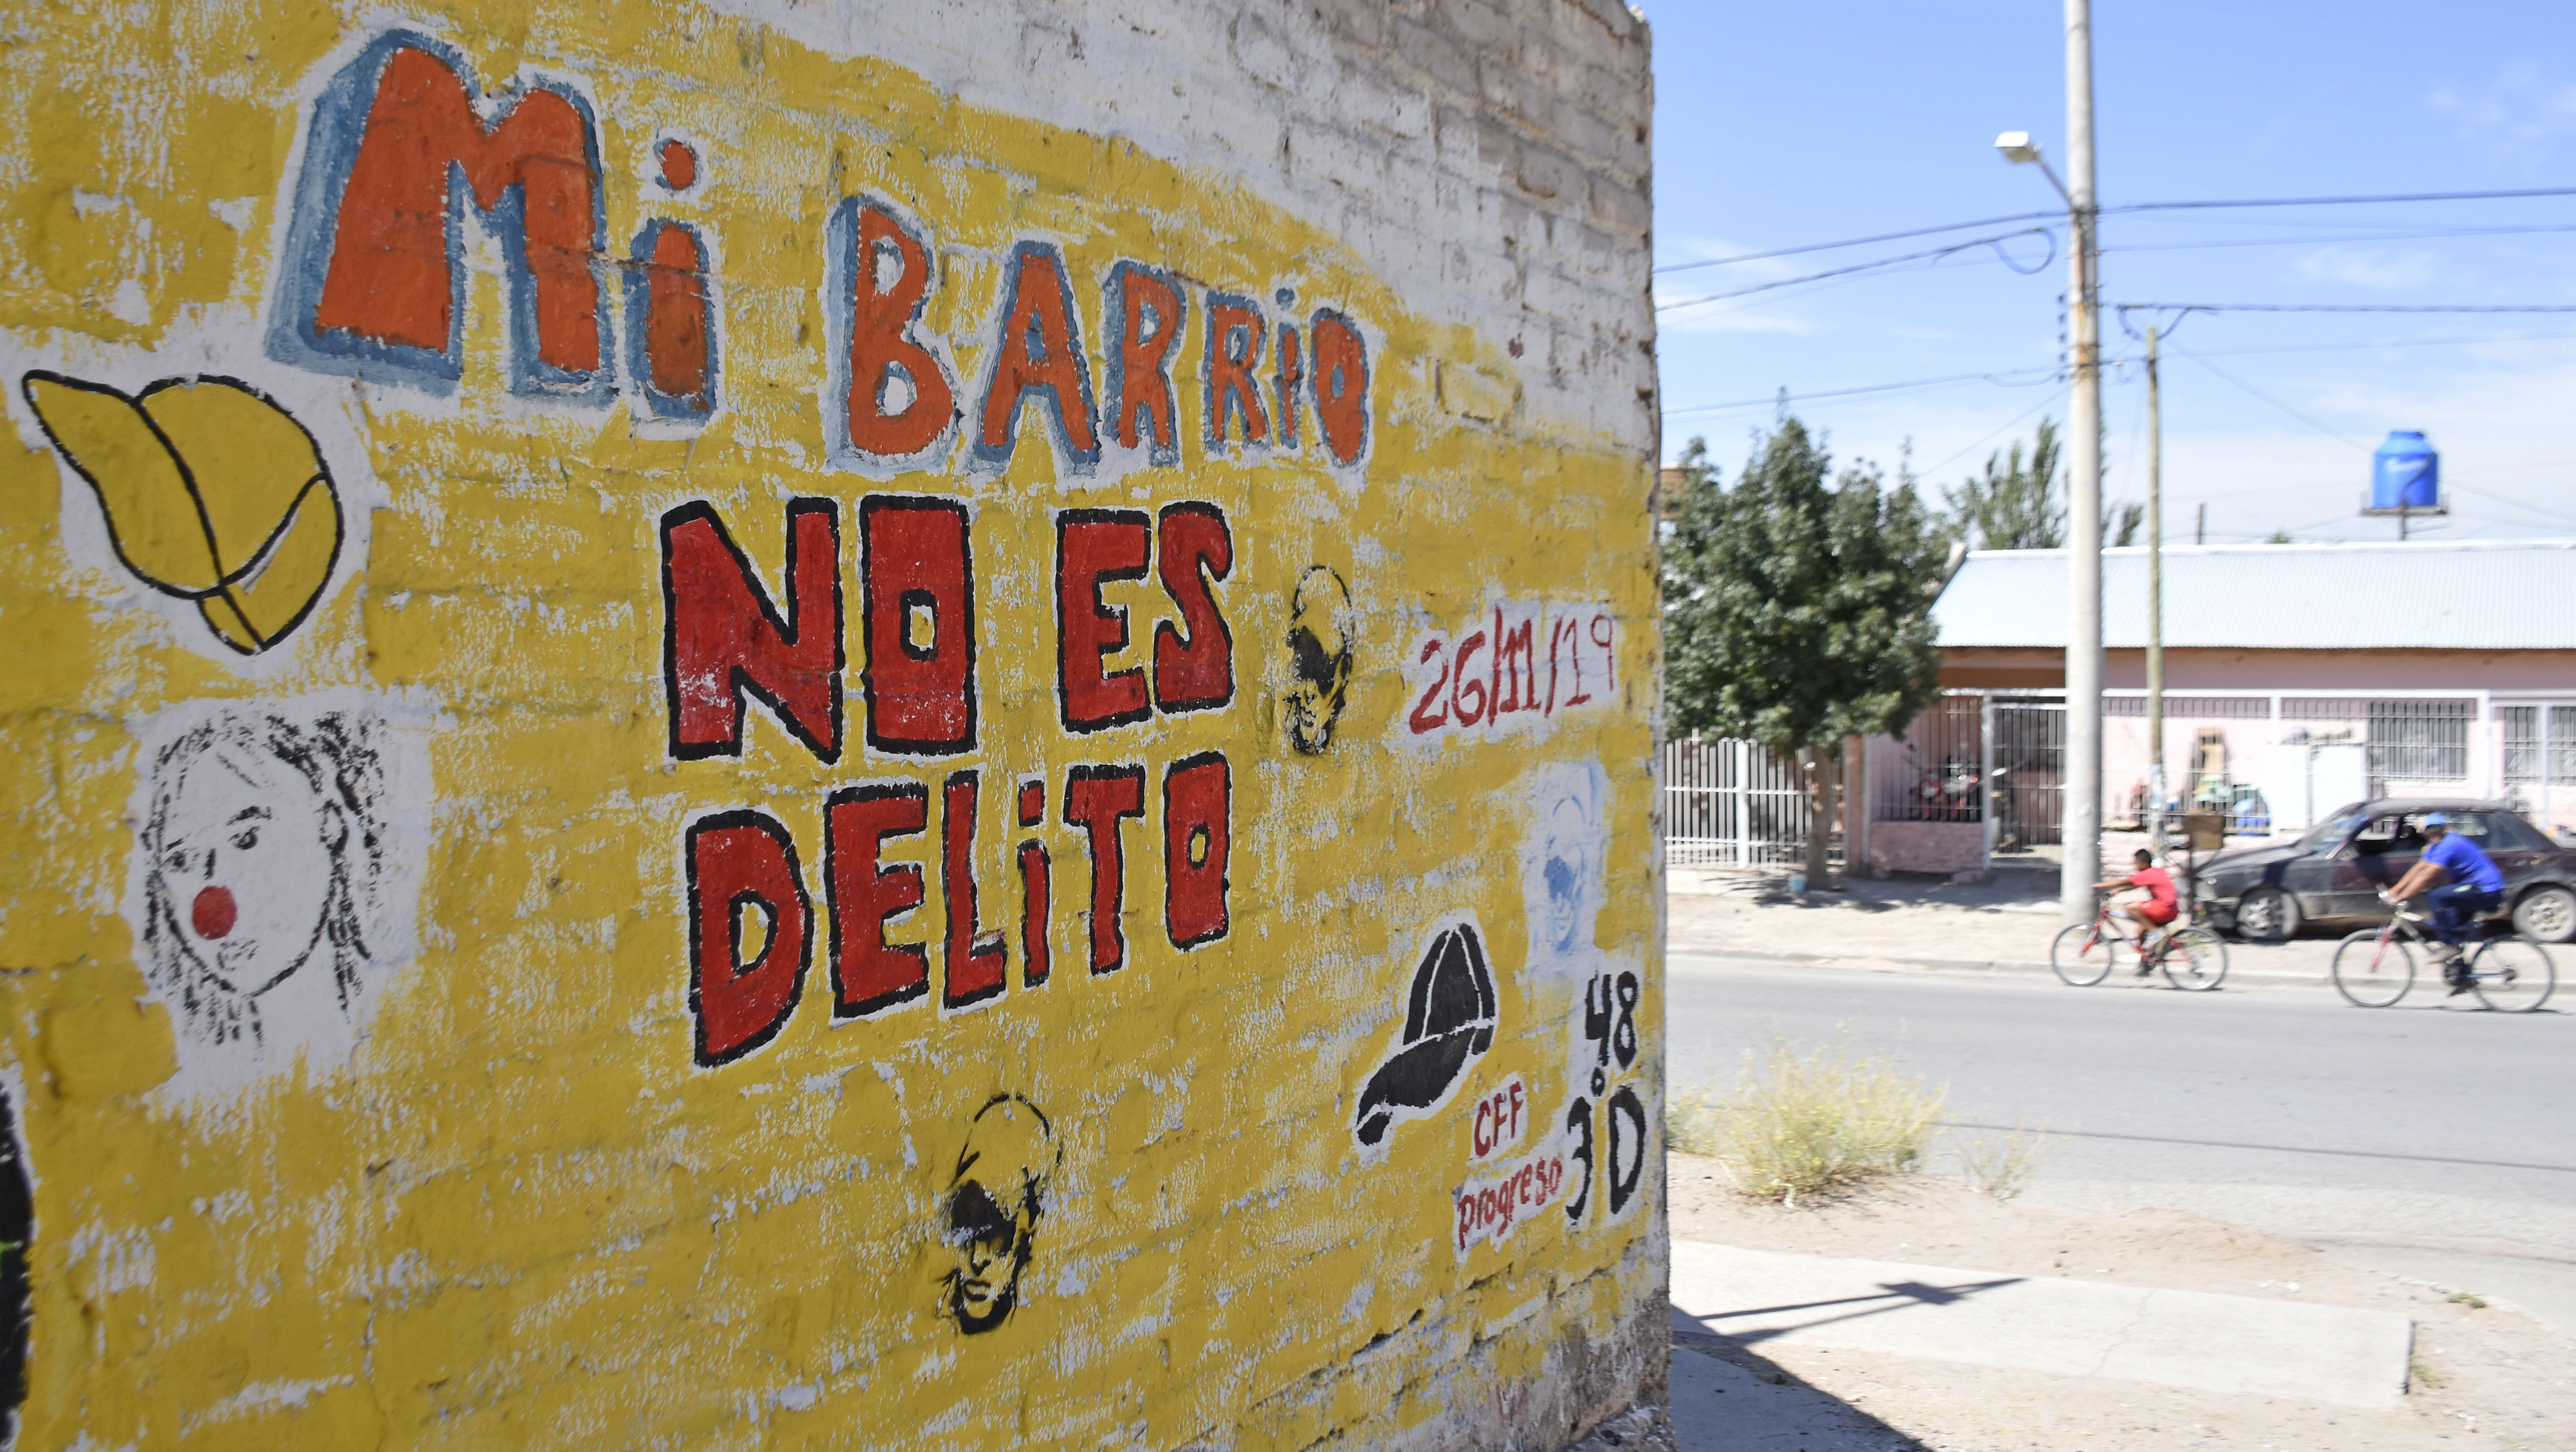 Mi BARRiO
NO ES
DELiTO
26/11/19
48
3°D
CFF
progreso